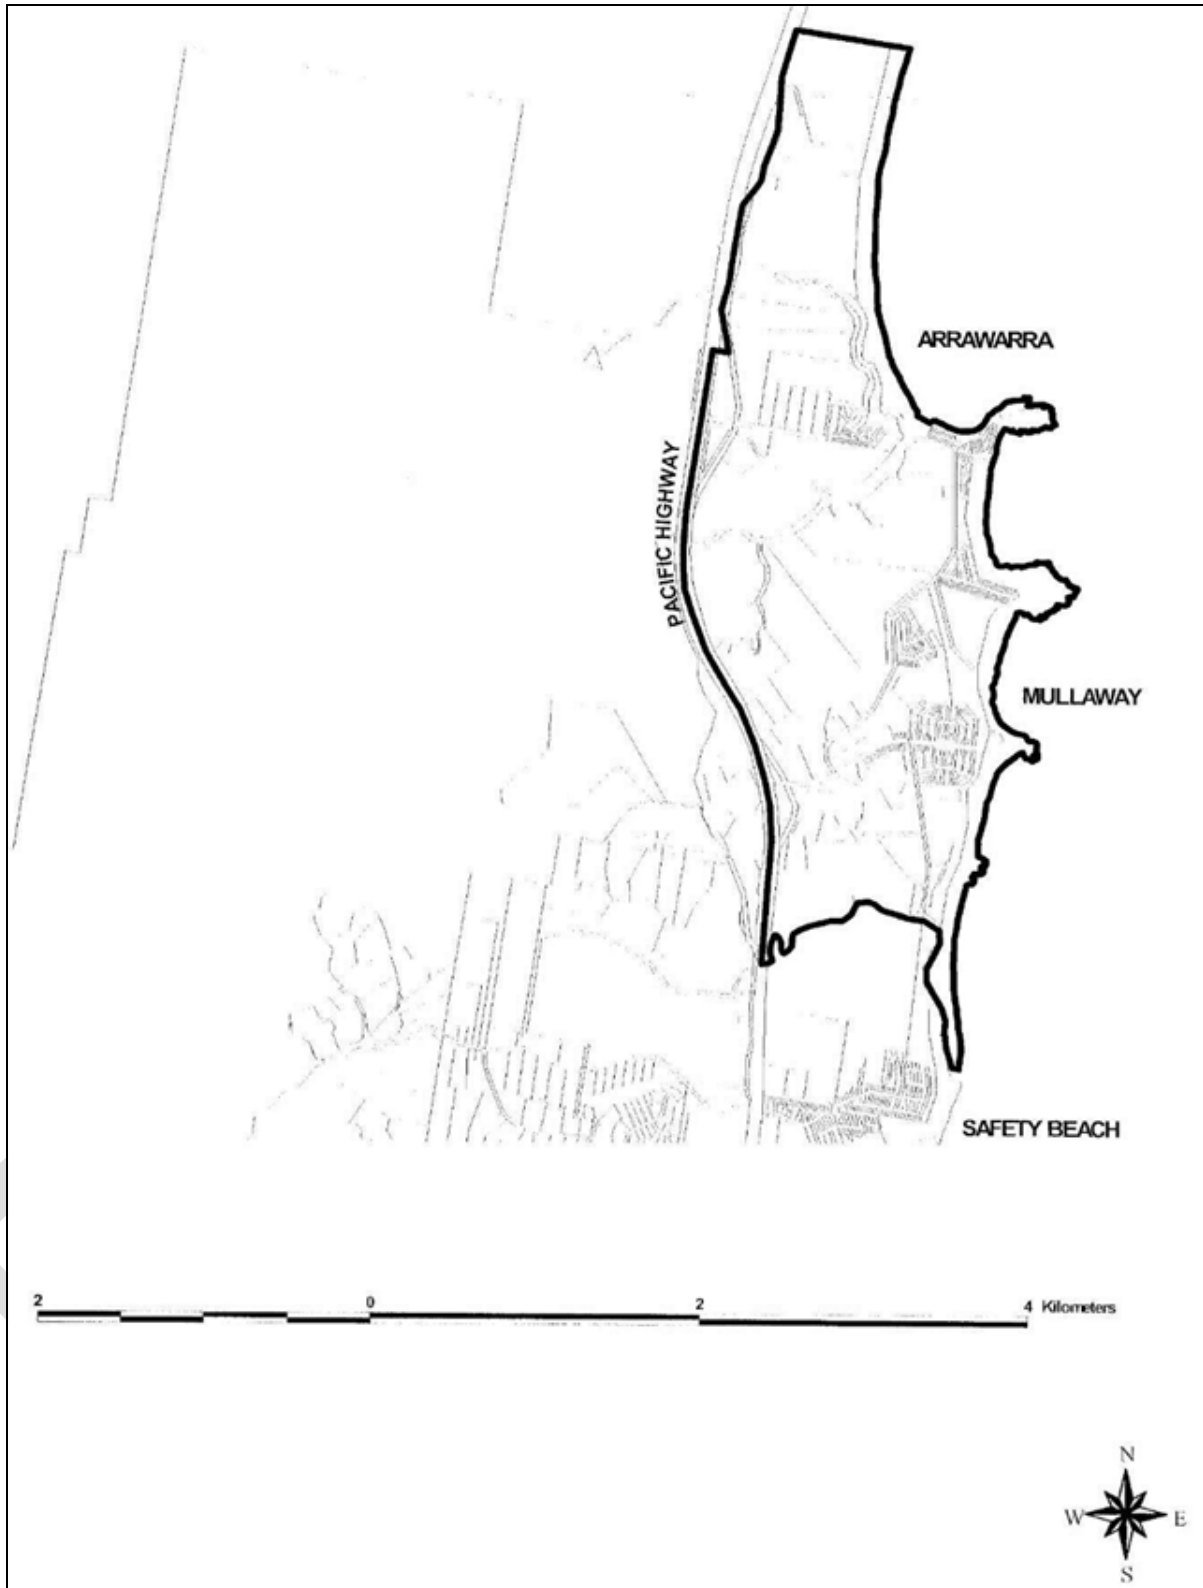 ARRAWARRA
PACIFIC HIGHWAY
MULLAWAY
SAFETY BEACH
2 0 2 4 Kilometers
N
W E
S